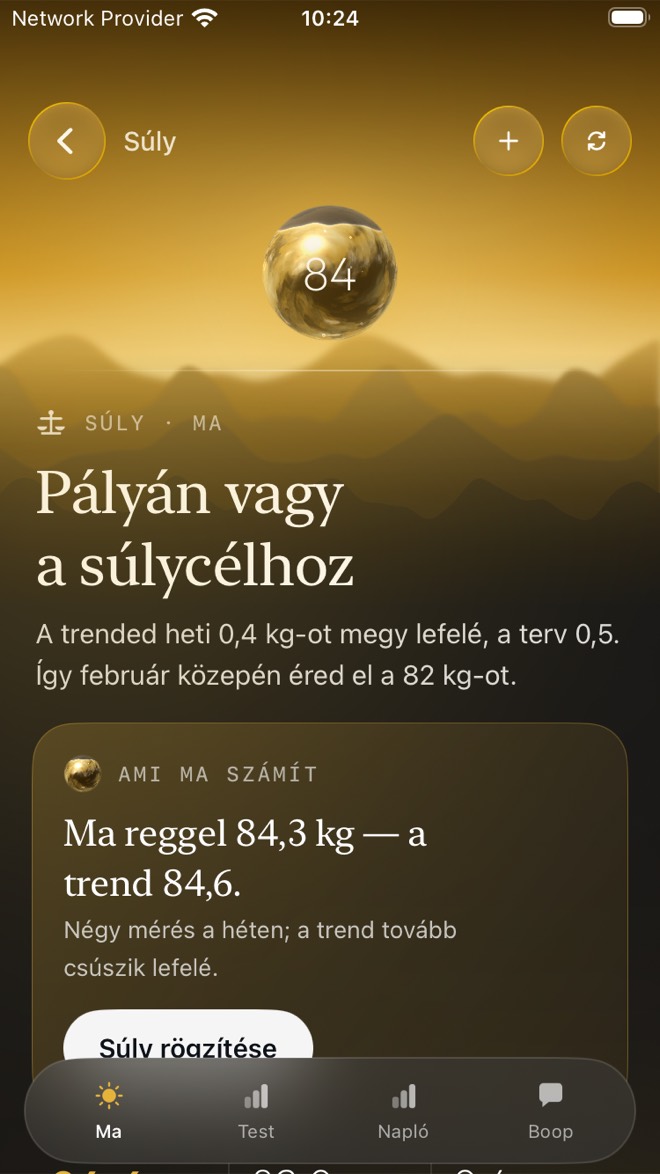 Network Provider 10:24
Súly
84
SÚLY · MA
Pályán vagy
a súlycélhoz
A trended heti 0,4 kg-ot megy lefelé, a terv 0,5.
Így február közepén éred el a 82 kg-ot.
AMI MA SZÁMÍT
Ma reggel 84,3 kg — a
trend 84,6.
Négy mérés a héten; a trend tovább
csúszik lefelé.
Súly rögzítése
Ma Test Napló Boop